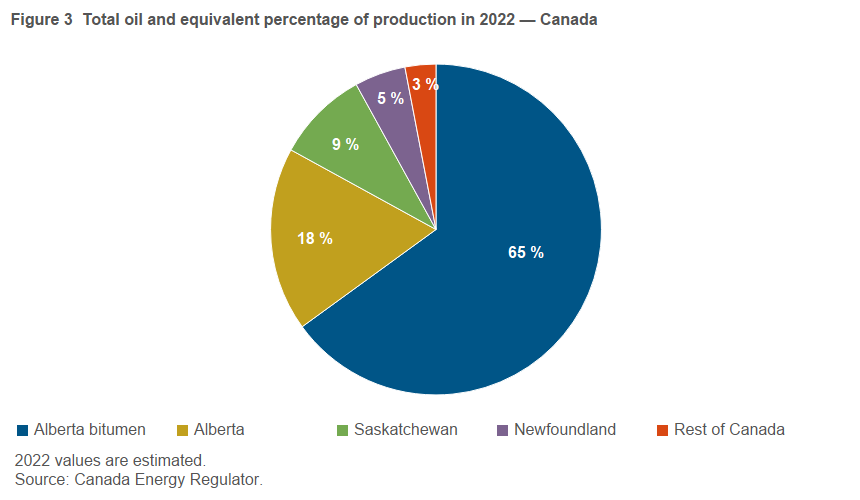 Figure 3 Total oil and equivalent percentage of production in 2022 — Canada
3 %
5 %
9 %
18 %
65 %
Alberta bitumen Alberta Saskatchewan Newfoundland Rest of Canada
2022 values are estimated.
Source: Canada Energy Regulator.